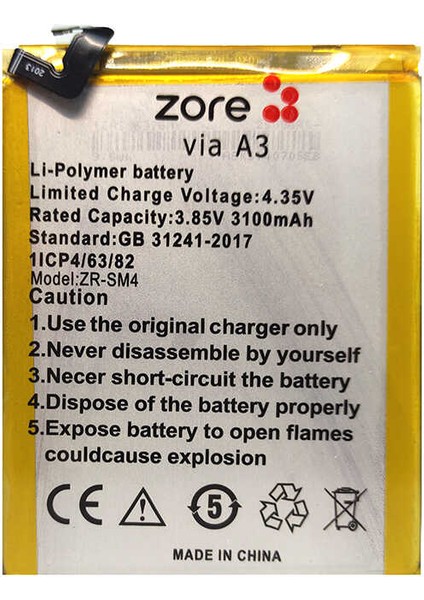 2013
zore
via A3
Li-Polymer battery
Limited Charge Voltage:4.35V
Rated Capacity:3.85V 3100mAh
Standard:GB 31241-2017
1ICP4/63/82
Model:ZR-SM4
Caution
1.Use the original charger only
2.Never disassemble by yourself
3.Necer short-circuit the battery
4.Dispose of the battery properly
5.Expose battery to open flames
couldcause explosion
CE
5
MADE IN CHINA